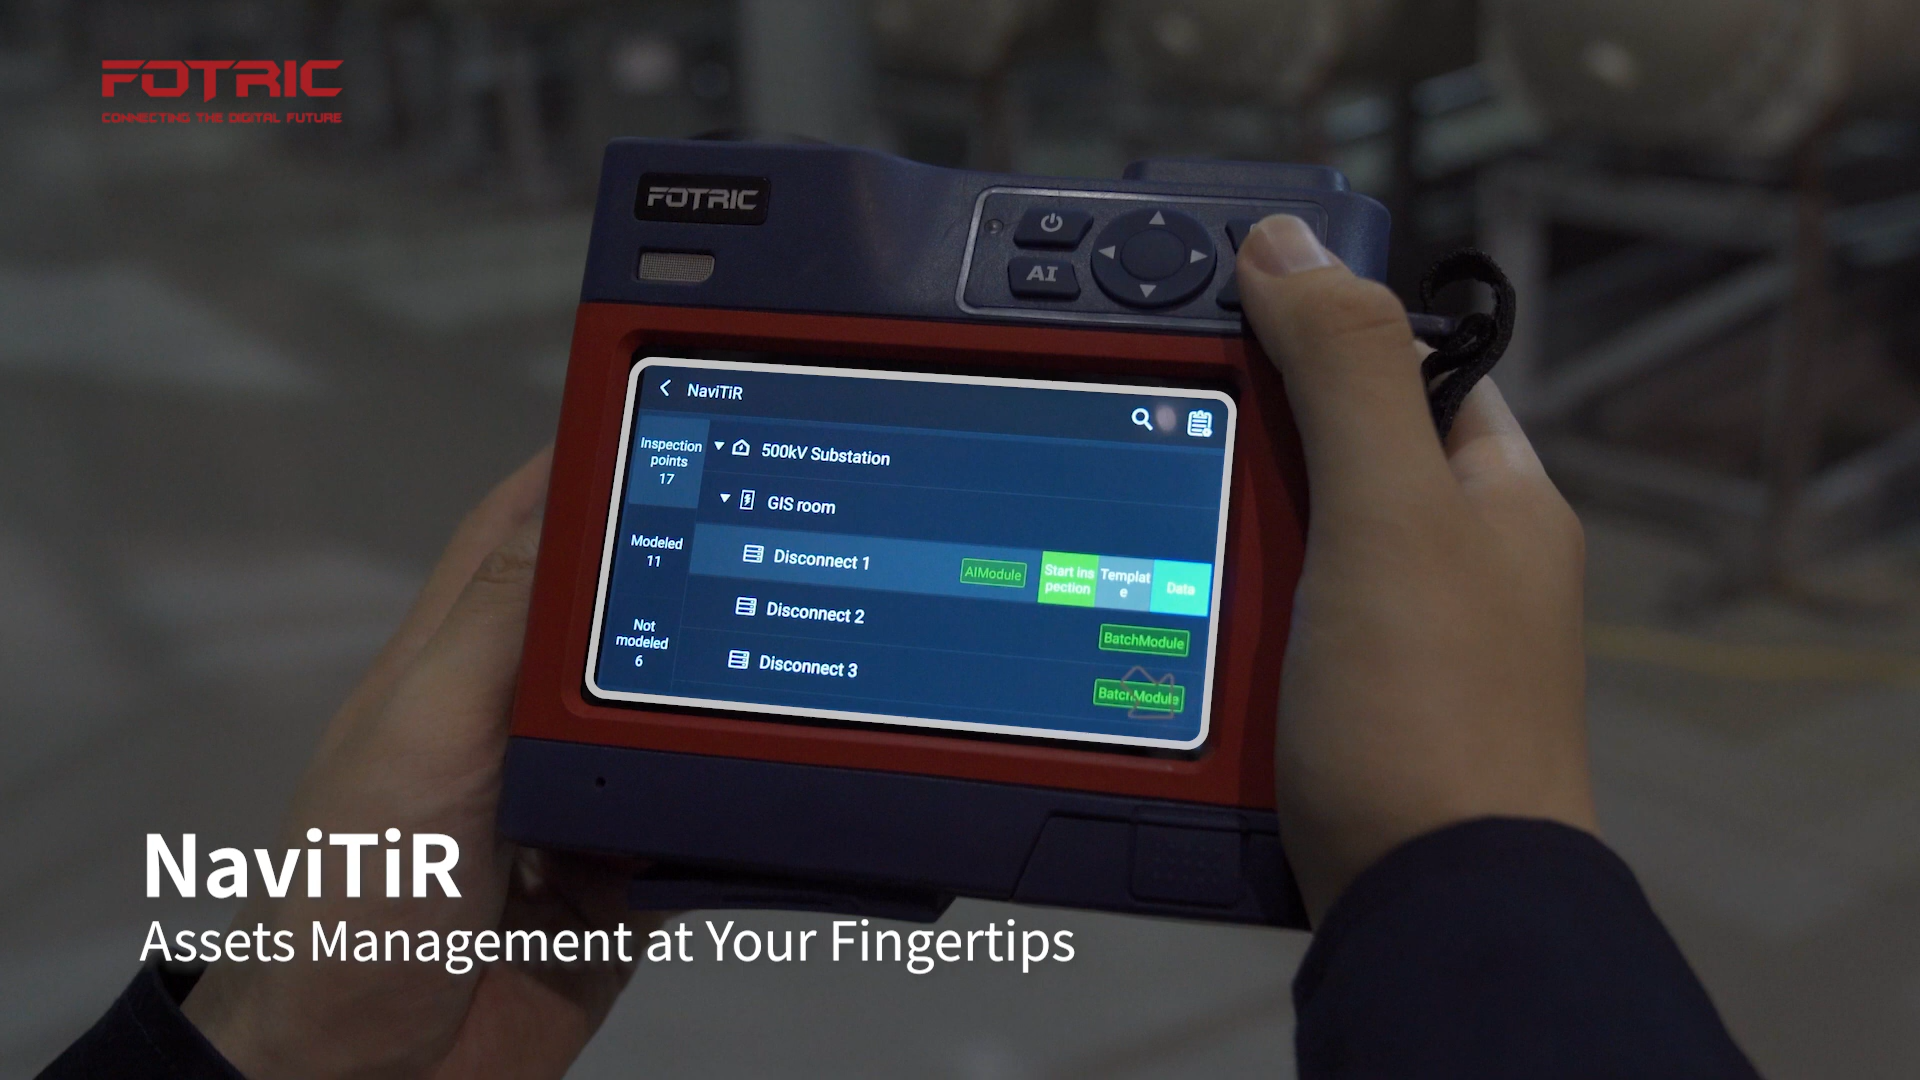 FOTRIC
CONNECTING THE DIGITAL FUTURE
FOTRIC
AI
NaviTiR
Inspection
points
17
500kV Substation
GIS room
Modeled
11
Disconnect 1
AIModule
Start ins
pection
Templat
e
Data
Disconnect 2
BatchModule
Not
modeled
6
Disconnect 3
BatchModule
NaviTiR
Assets Management at Your Fingertips